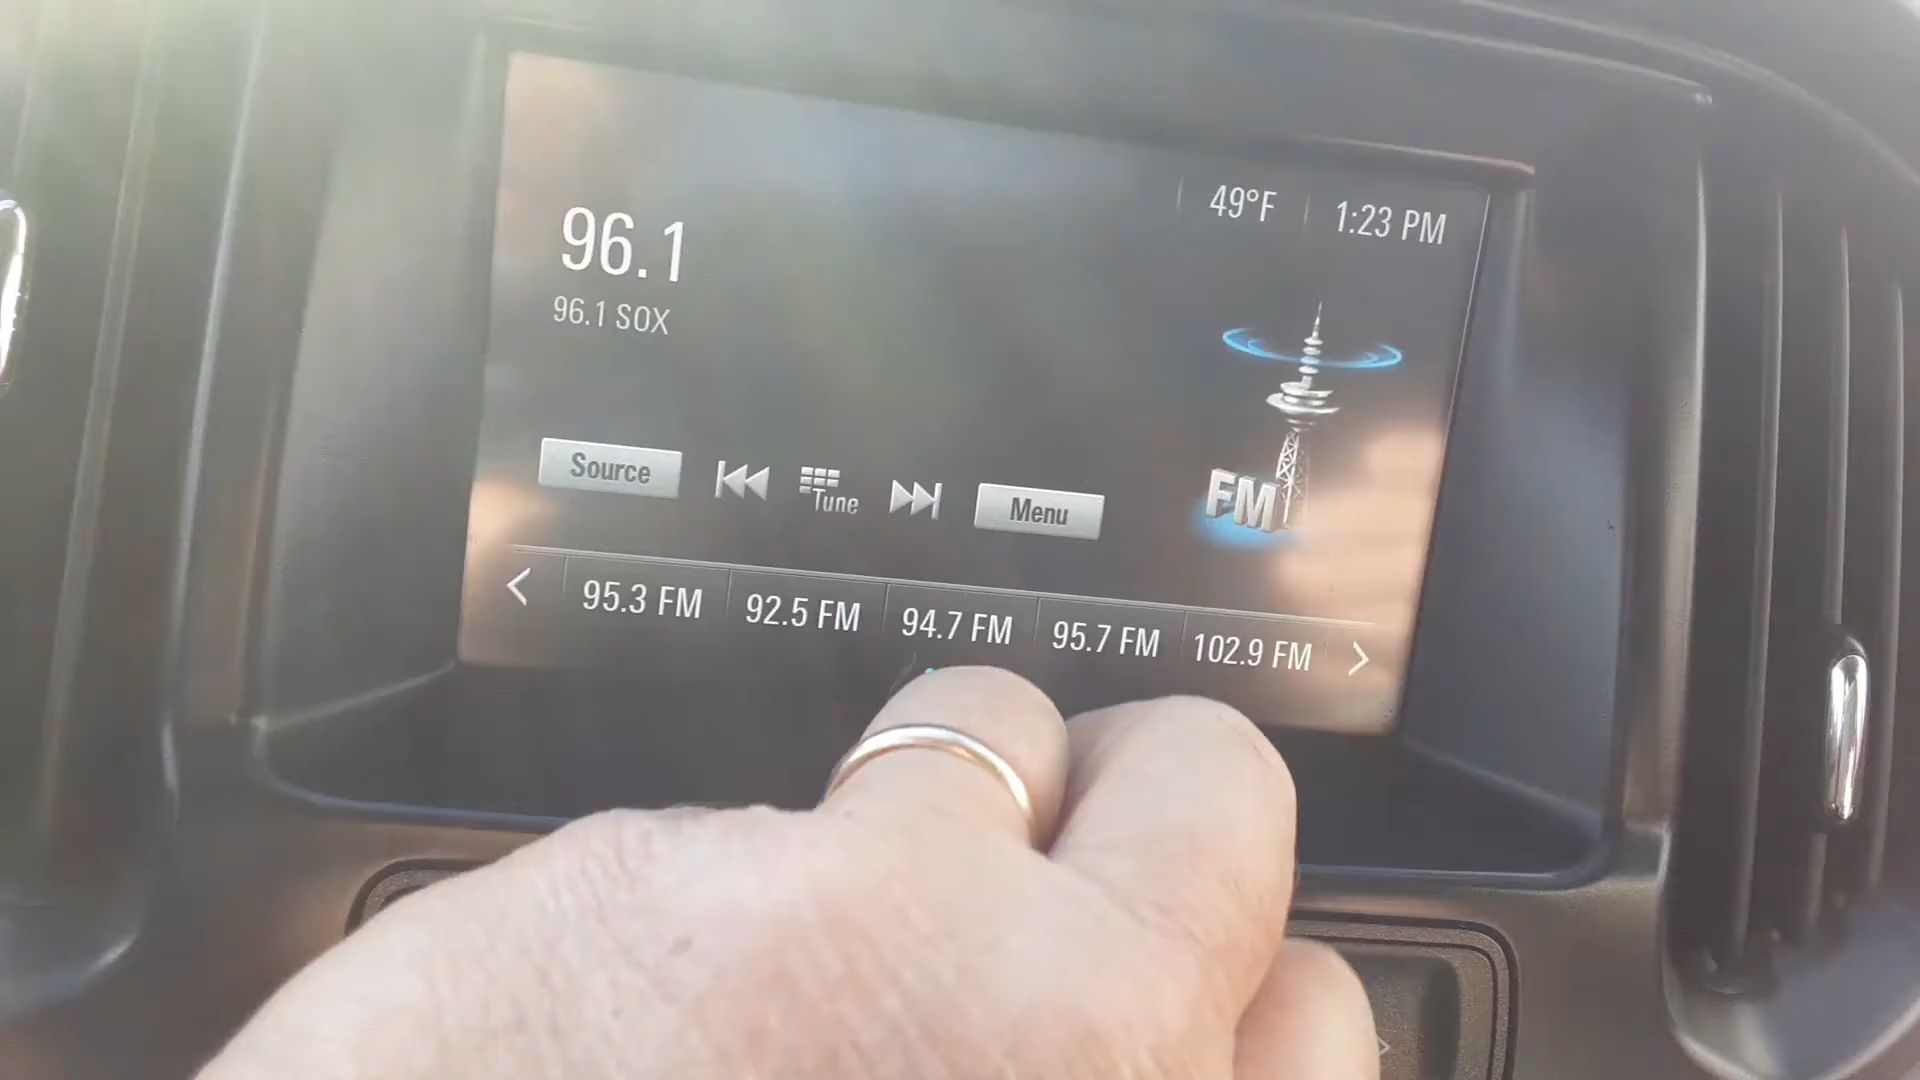 49°F 1:23 PM
96.1
96.1 SOX
Source Tune Menu
FM
95.3 FM 92.5 FM 94.7 FM 95.7 FM 102.9 FM